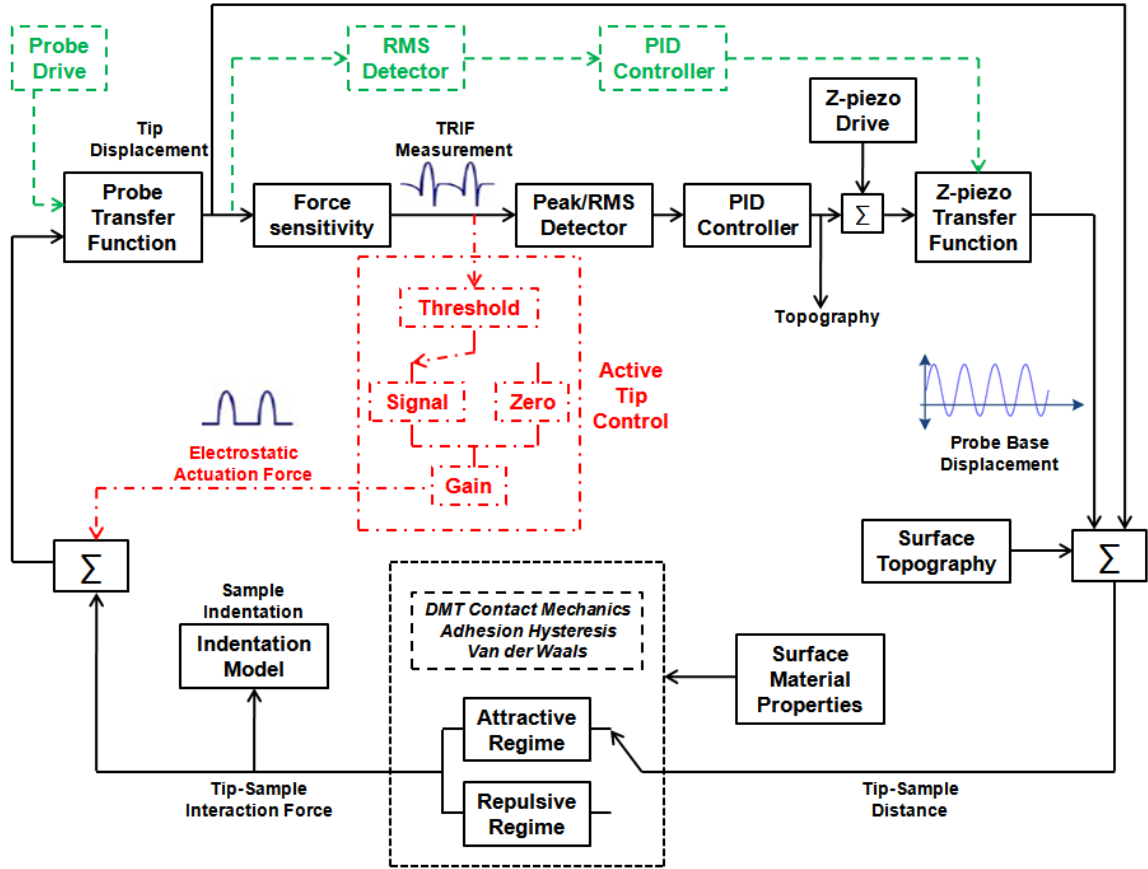 Probe
Drive
RMS
Detector
PID
Controller
Z-piezo
Drive
Tip
Displacement
TRIF
Measurement
Probe
Transfer
Function
Force
sensitivity
Peak/RMS
Detector
PID
Controller
Σ
Z-piezo
Transfer
Function
Topography
Threshold
Signal
Zero
Gain
Active
Tip
Control
Electrostatic
Actuation Force
Probe Base
Displacement
Surface
Topography
Σ
Σ
Sample
Indentation
Indentation
Model
DMT Contact Mechanics
Adhesion Hysteresis
Van der Waals
Surface
Material
Properties
Attractive
Regime
Repulsive
Regime
Tip-Sample
Interaction Force
Tip-Sample
Distance